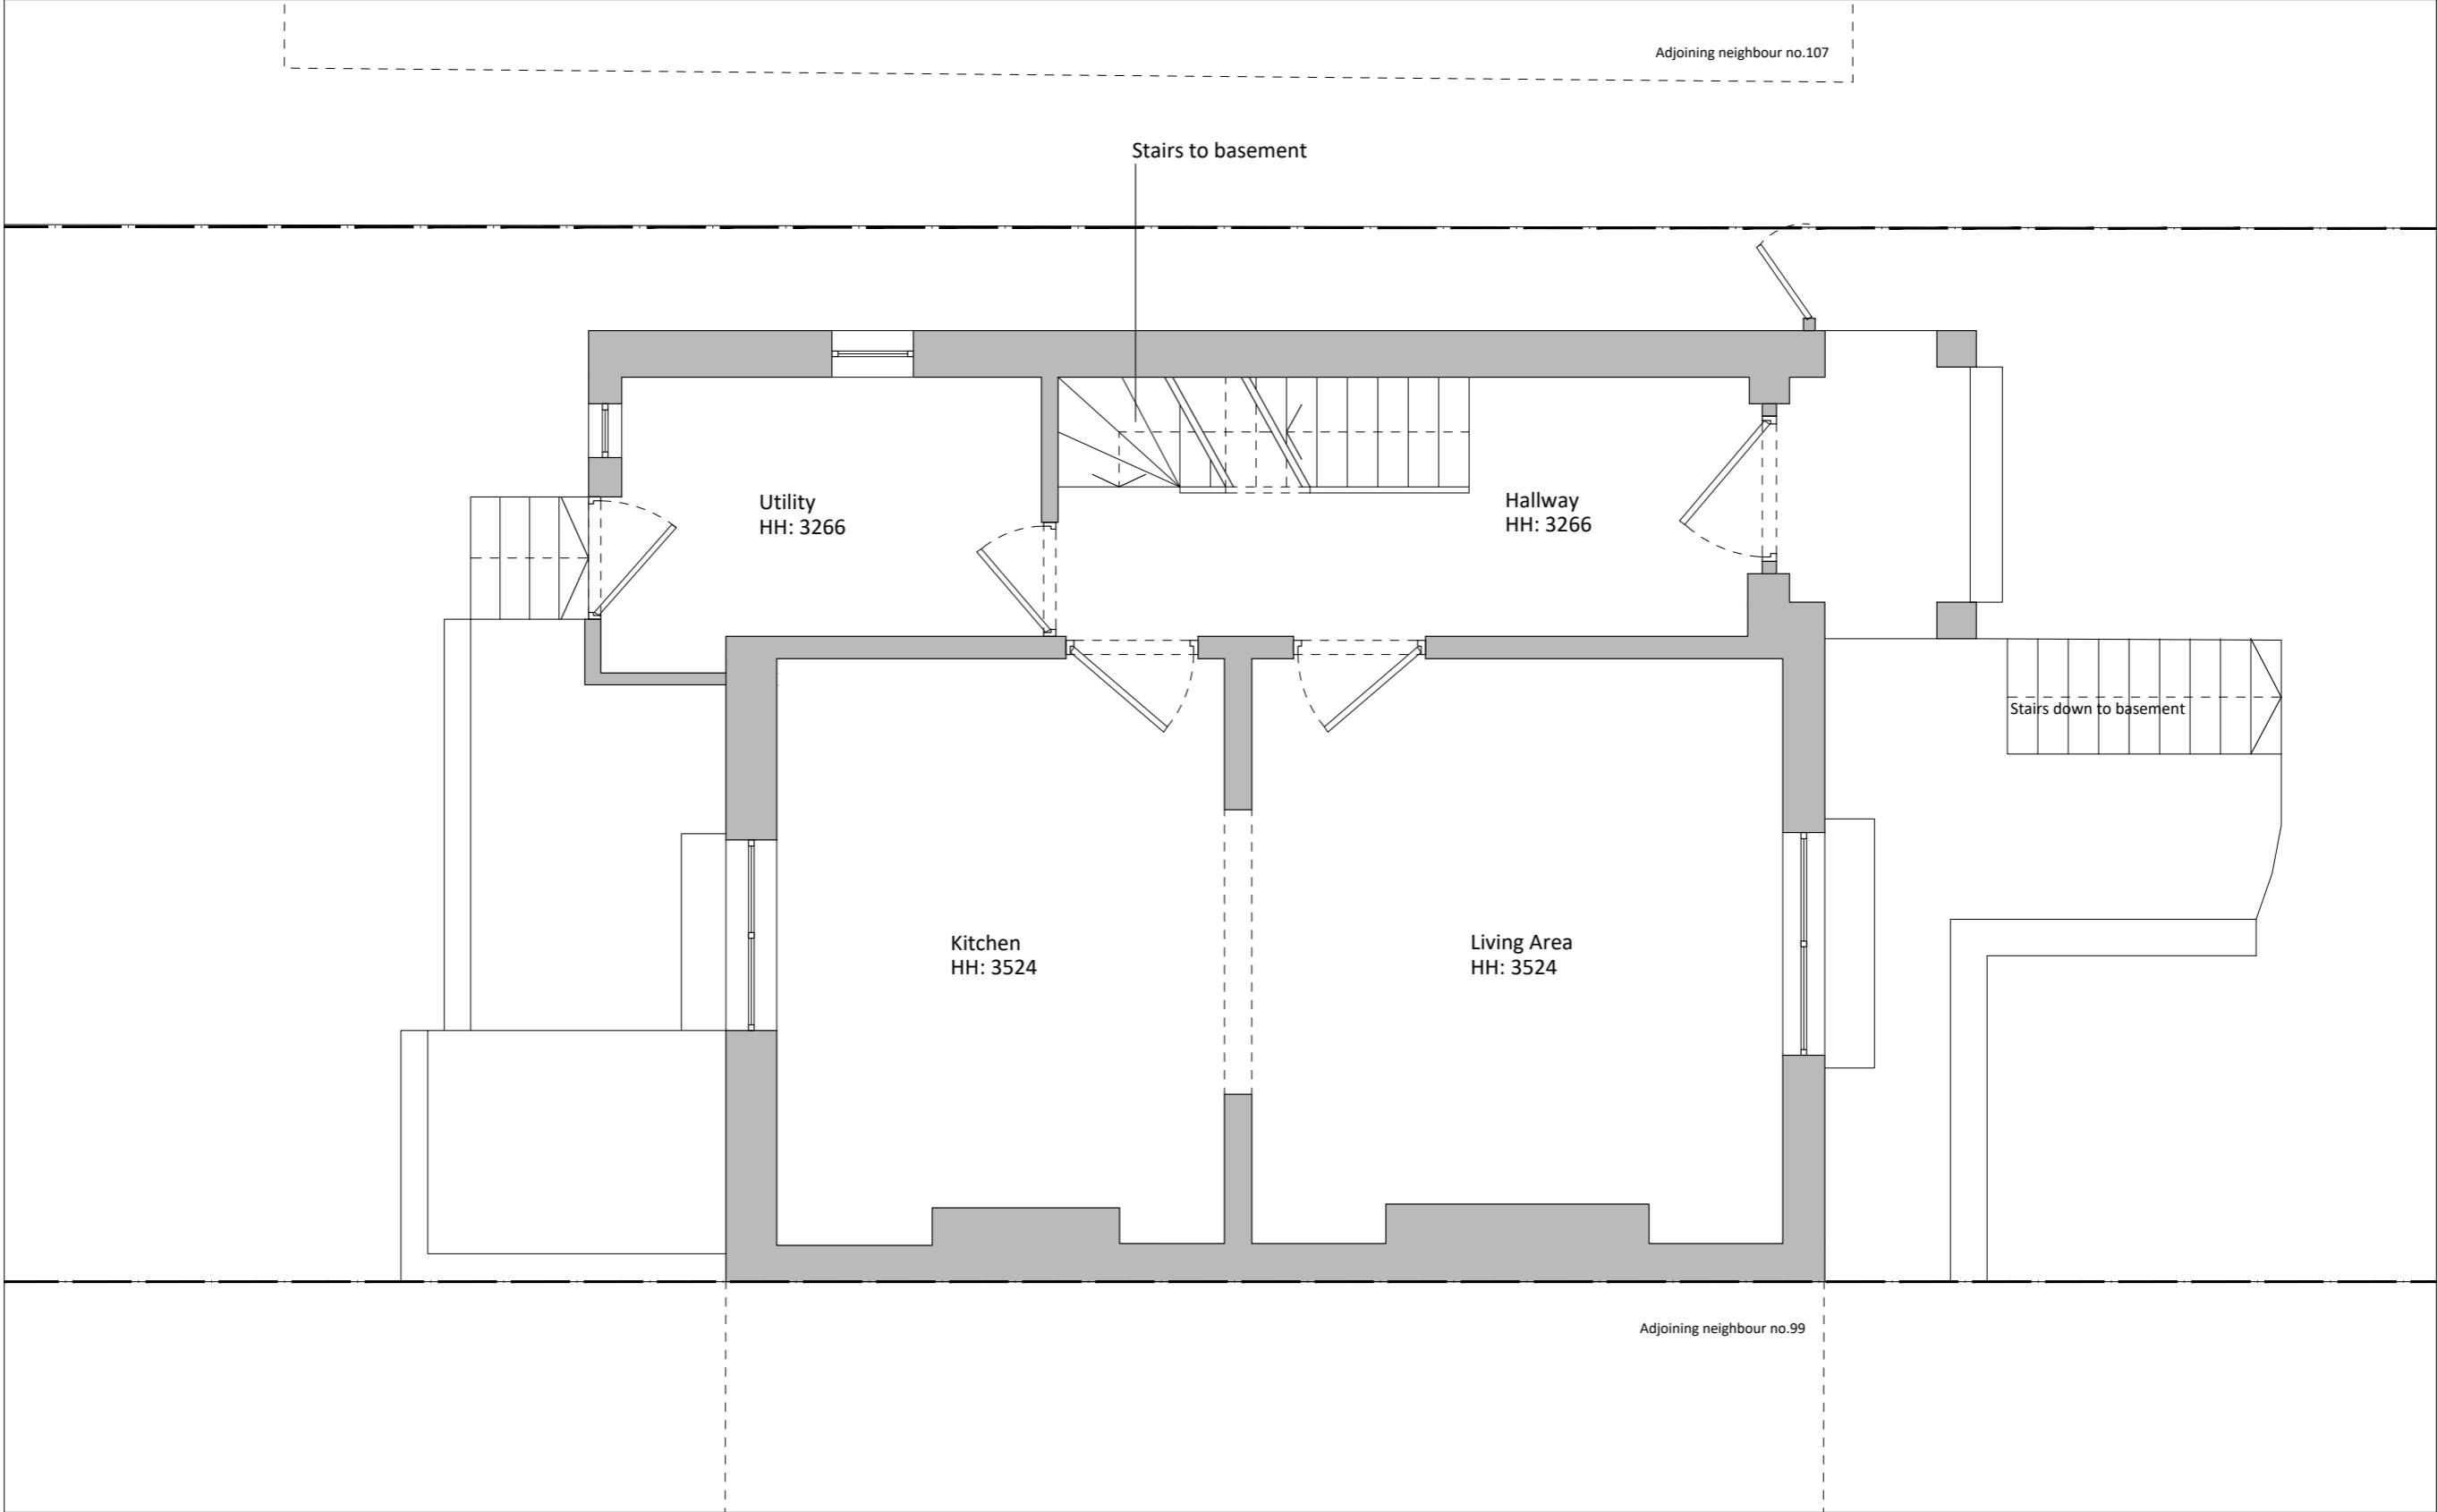 Adjoining neighbour no.107
Stairs to basement
Utility
HH: 3266
Hallway
HH: 3266
Stairs down to basement
Kitchen
HH: 3524
Living Area
HH: 3524
Adjoining neighbour no.99